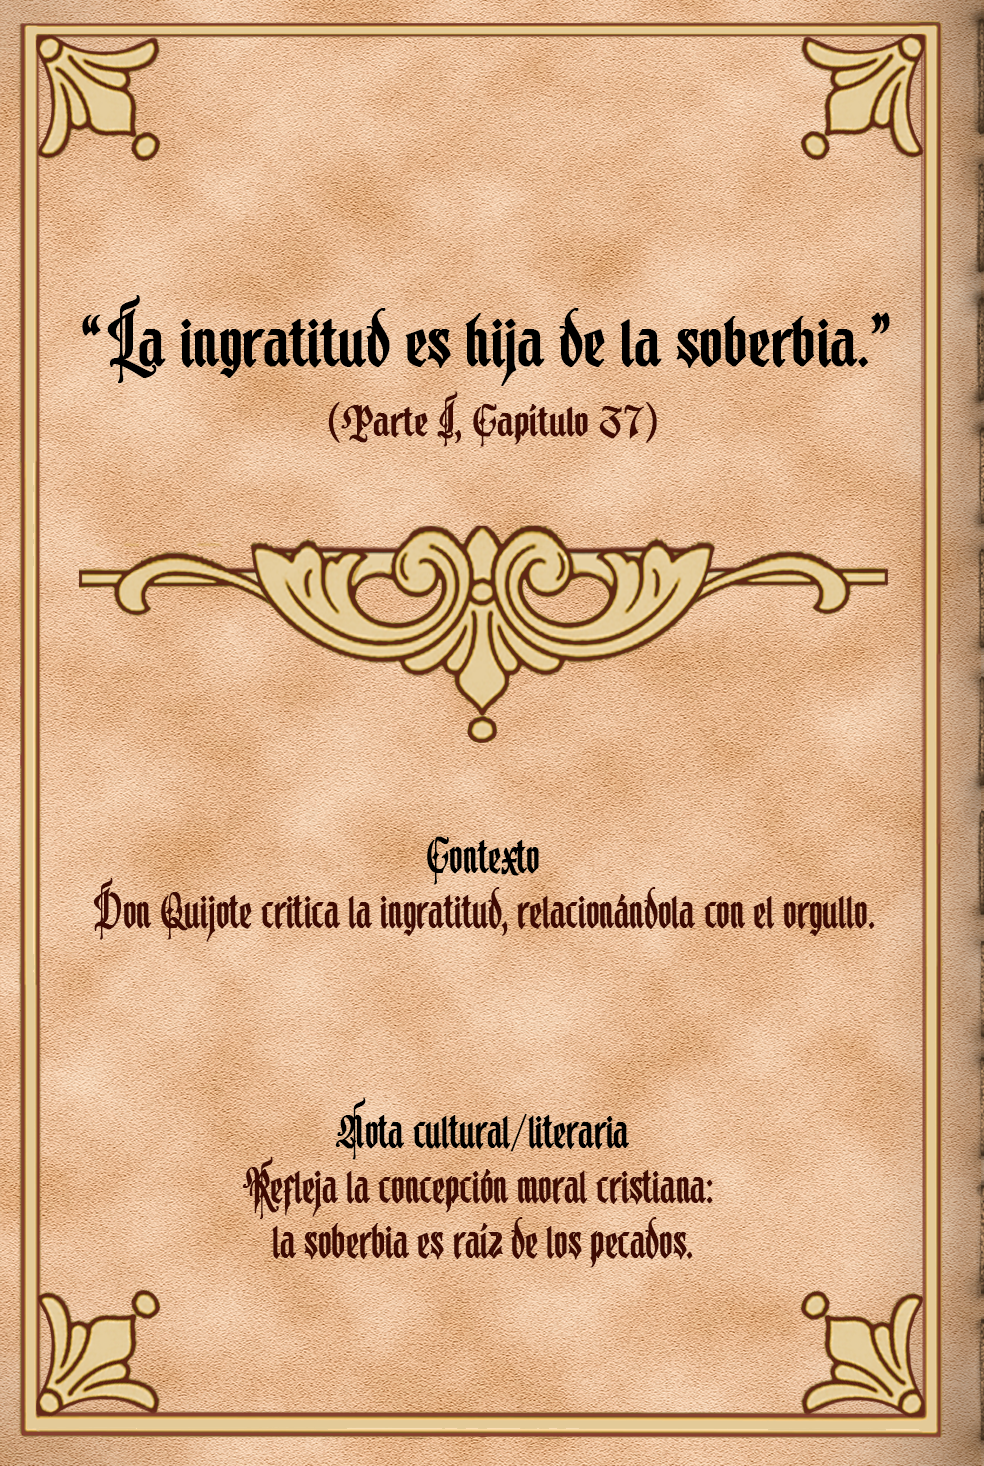 “La ingratitud es hija de la soberbia.”
(Parte I, Capítulo 37)
Contexto
Don Quijote critica la ingratitud, relacionándola con el orgullo.
Nota cultural/literaria
Refleja la concepción moral cristiana:
la soberbia es raíz de los pecados.